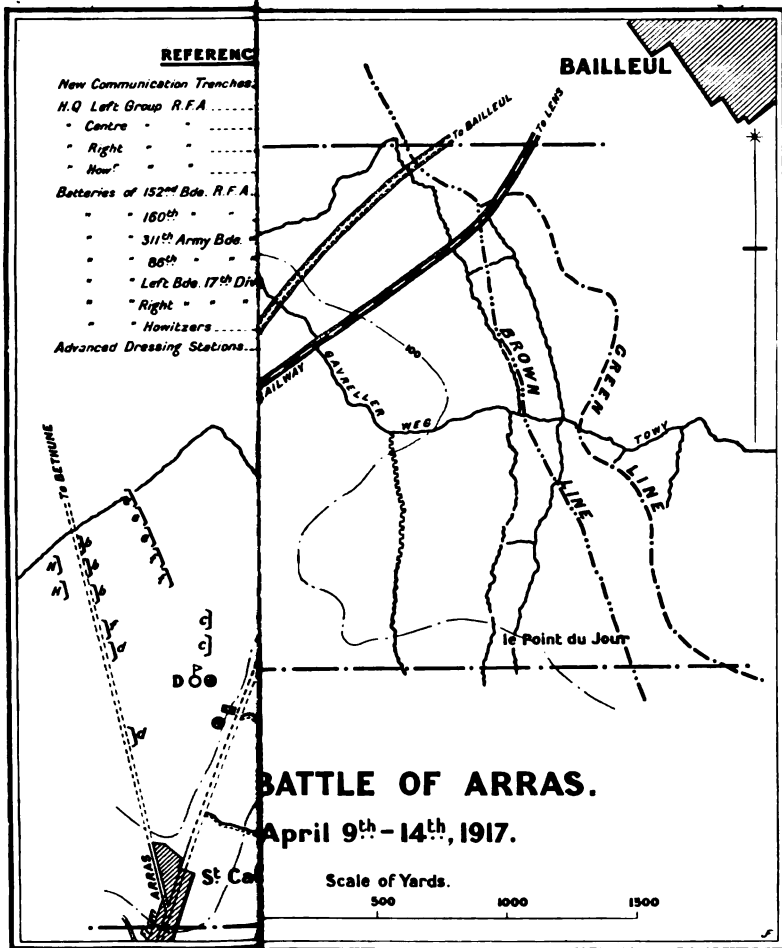 REFERENC
New Communication Trenches
H.Q Left Group R.F.A
" Centre " "
" Right " "
" Howr " "
Batteries of 152nd Bde. R.F.A.
" " 160th " "
" " 311th Army Bde.
" " 86th " "
" " Left Bde. 17th Div
" " Right " " "
" " Howitzers
Advanced Dressing Stations
BAILLEUL
To BAILLEUL
To LENS
100
GAVRELLER
WEG
AILWAY
BROWN
LINE
GREEN
LINE
TOWY
To BETHUNE
b
b
b
H
H
f
d
C
C
D
d
le Point du Jour
ARRAS
St Ca
BATTLE OF ARRAS.
April 9th – 14th, 1917.
Scale of Yards.
500 1000 1500